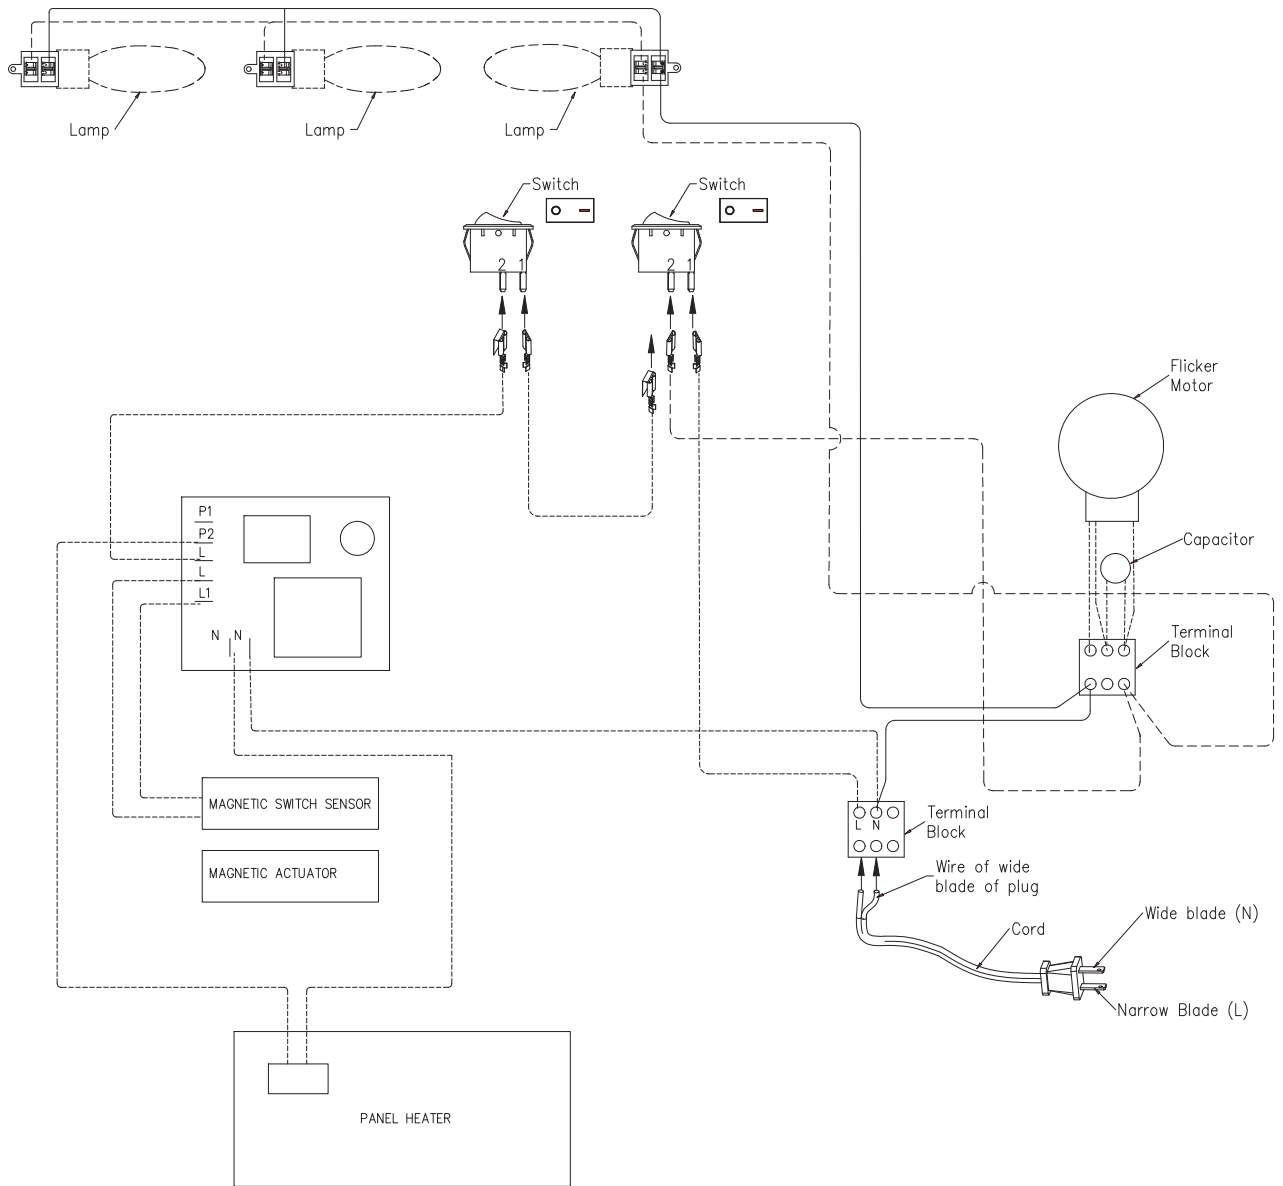 Lamp
Lamp
Lamp
Switch
Switch
2 1
2 1
Flicker
Motor
P1
P2
L
L
L1
N N
Capacitor
Terminal
Block
MAGNETIC SWITCH SENSOR
MAGNETIC ACTUATOR
L N
Terminal
Block
Wire of wide
blade of plug
Cord
Wide blade (N)
Narrow Blade (L)
PANEL HEATER